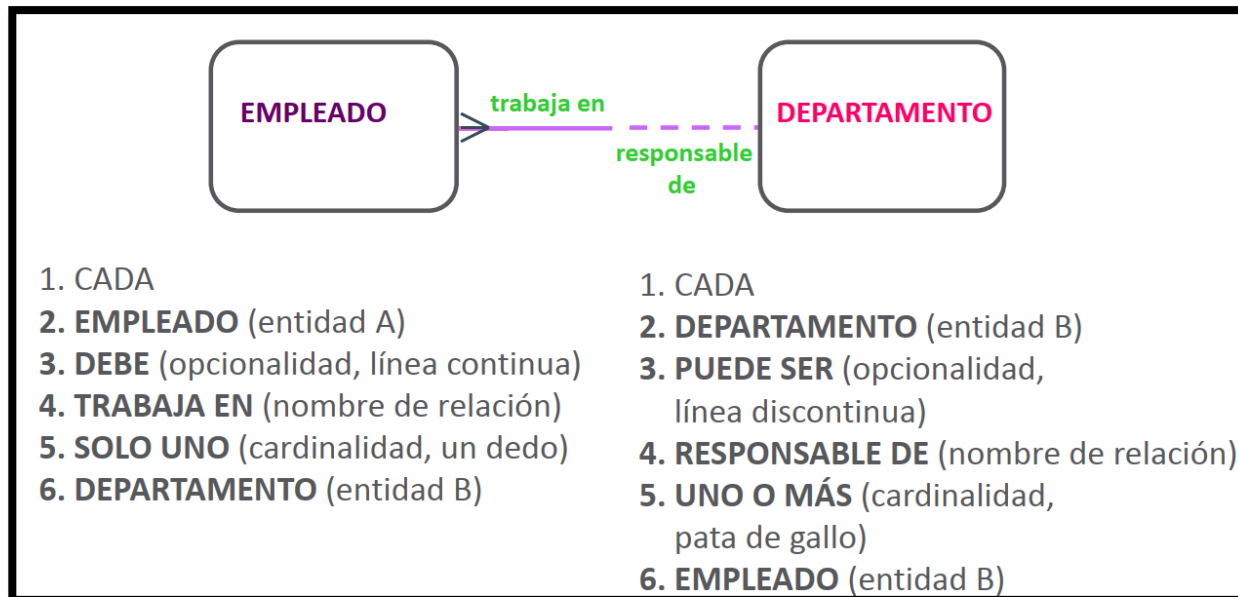 EMPLEADO
trabaja en
responsable
de
DEPARTAMENTO
1. CADA
2. EMPLEADO (entidad A)
3. DEBE (opcionalidad, línea continua)
4. TRABAJA EN (nombre de relación)
5. SOLO UNO (cardinalidad, un dedo)
6. DEPARTAMENTO (entidad B)
1. CADA
2. DEPARTAMENTO (entidad B)
3. PUEDE SER (opcionalidad,
línea discontinua)
4. RESPONSABLE DE (nombre de relación)
5. UNO O MÁS (cardinalidad,
pata de gallo)
6. EMPLEADO (entidad B)